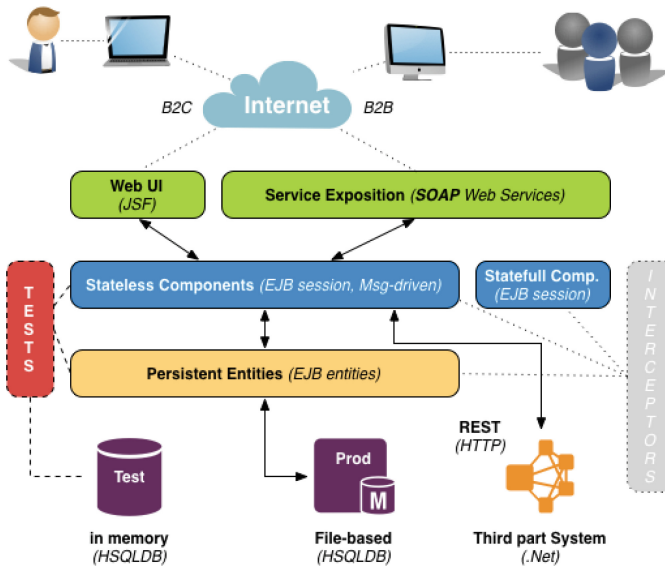 B2C
Internet
B2B
Web UI
(JSF)
Service Exposition (SOAP Web Services)
TESTS
Stateless Components (EJB session, Msg-driven)
Statefull Comp.
(EJB session)
INTERCEPTORS
Persistent Entities (EJB entities)
REST
(HTTP)
Test
Prod
M
in memory
(HSQLDB)
File-based
(HSQLDB)
Third part System
(.Net)